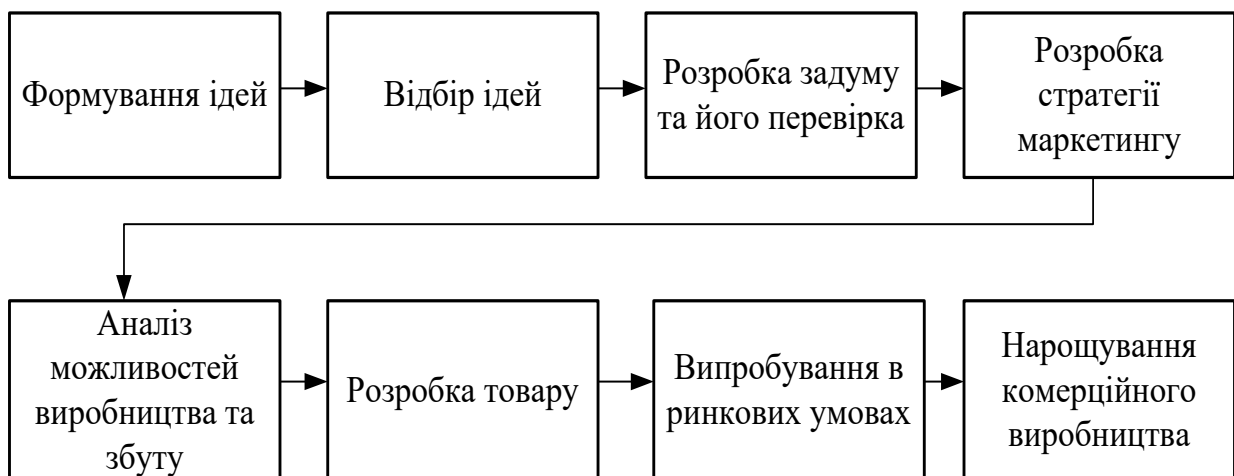 Формування ідей
Відбір ідей
Розробка задуму
та його перевірка
Розробка
стратегії
маркетингу
Аналіз
можливостей
виробництва та
збуту
Розробка товару
Випробування в
ринкових умовах
Нарощування
комерційного
виробництва